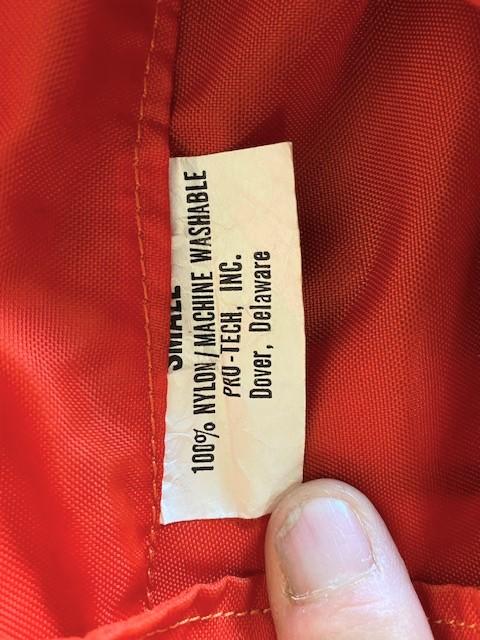 SMALL
100% NYLON/MACHINE WASHABLE
PRO-TECH, INC.
Dover, Delaware